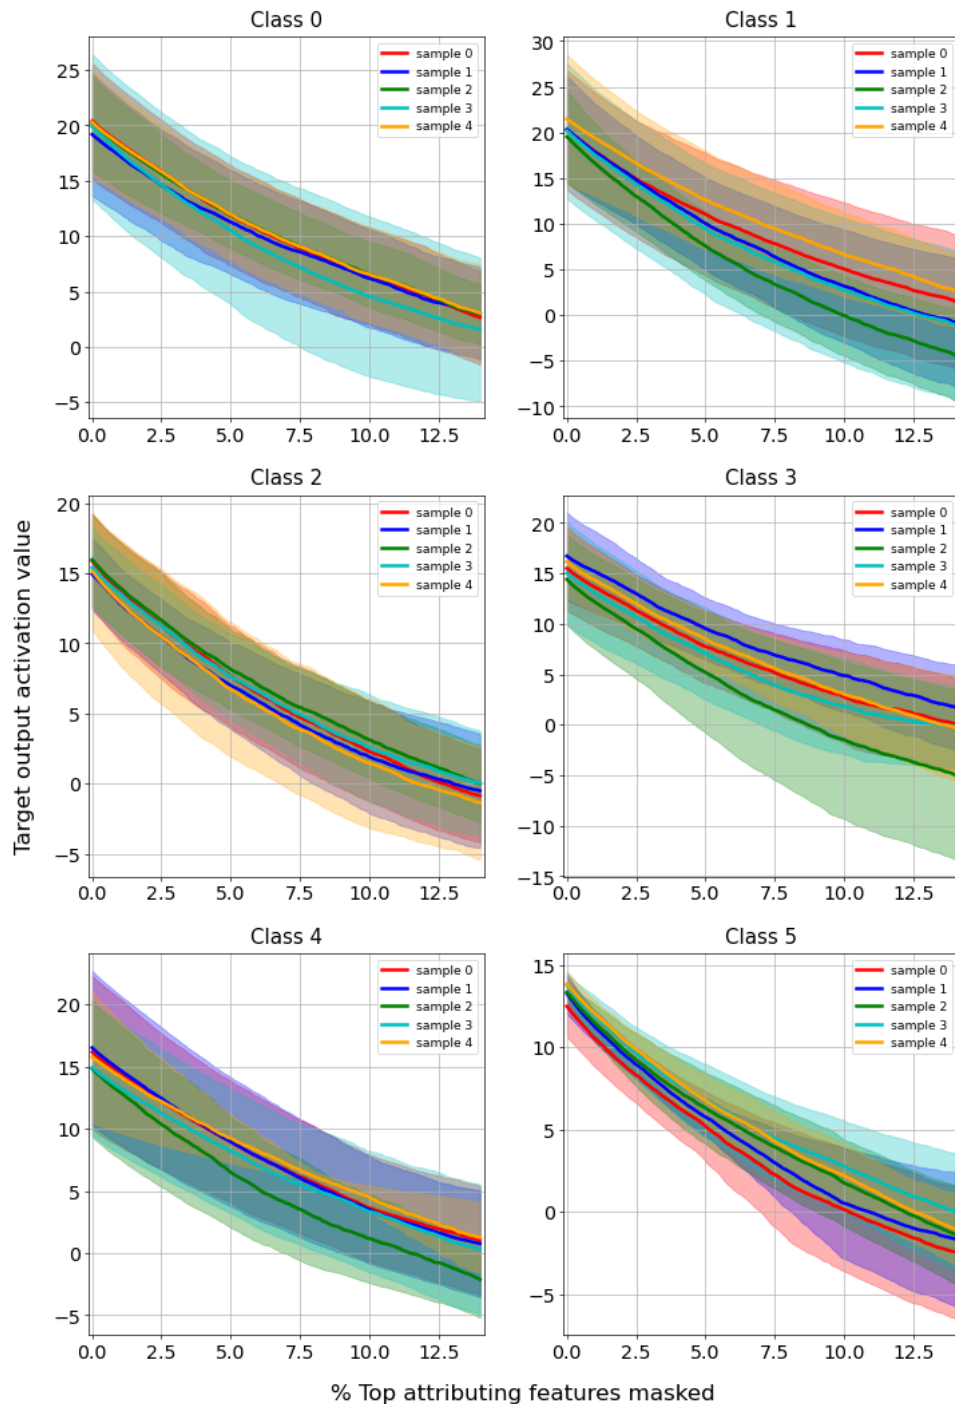 Class 0
25
20
15
10
5
0
−5
0.0 2.5 5.0 7.5 10.0 12.5
sample 0
sample 1
sample 2
sample 3
sample 4
Class 1
30
25
20
15
10
5
0
−5
−10
0.0 2.5 5.0 7.5 10.0 12.5
sample 0
sample 1
sample 2
sample 3
sample 4
Target output activation value
Class 2
20
15
10
5
0
−5
0.0 2.5 5.0 7.5 10.0 12.5
sample 0
sample 1
sample 2
sample 3
sample 4
Class 3
20
15
10
5
0
−5
−10
−15
0.0 2.5 5.0 7.5 10.0 12.5
sample 0
sample 1
sample 2
sample 3
sample 4
Class 4
20
15
10
5
0
−5
0.0 2.5 5.0 7.5 10.0 12.5
sample 0
sample 1
sample 2
sample 3
sample 4
Class 5
15
10
5
0
−5
0.0 2.5 5.0 7.5 10.0 12.5
sample 0
sample 1
sample 2
sample 3
sample 4
% Top attributing features masked